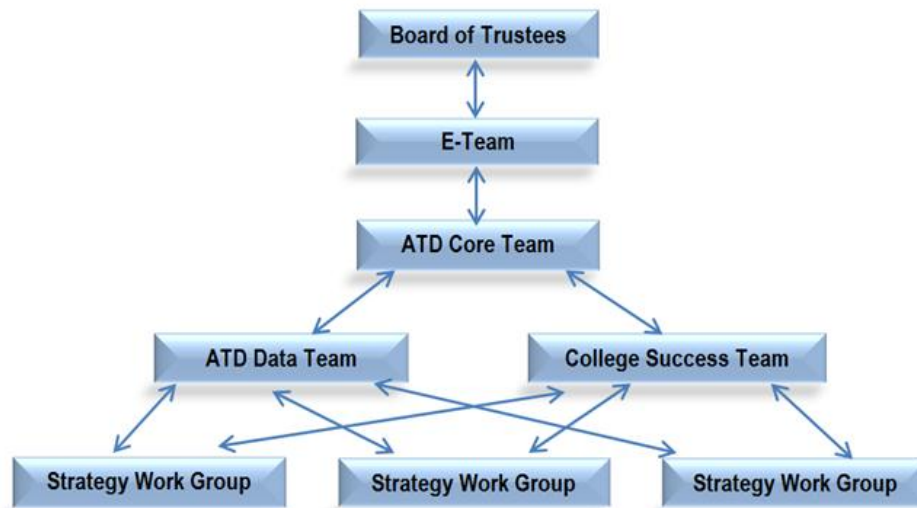 Board of Trustees
E-Team
ATD Core Team
ATD Data Team
College Success Team
Strategy Work Group
Strategy Work Group
Strategy Work Group